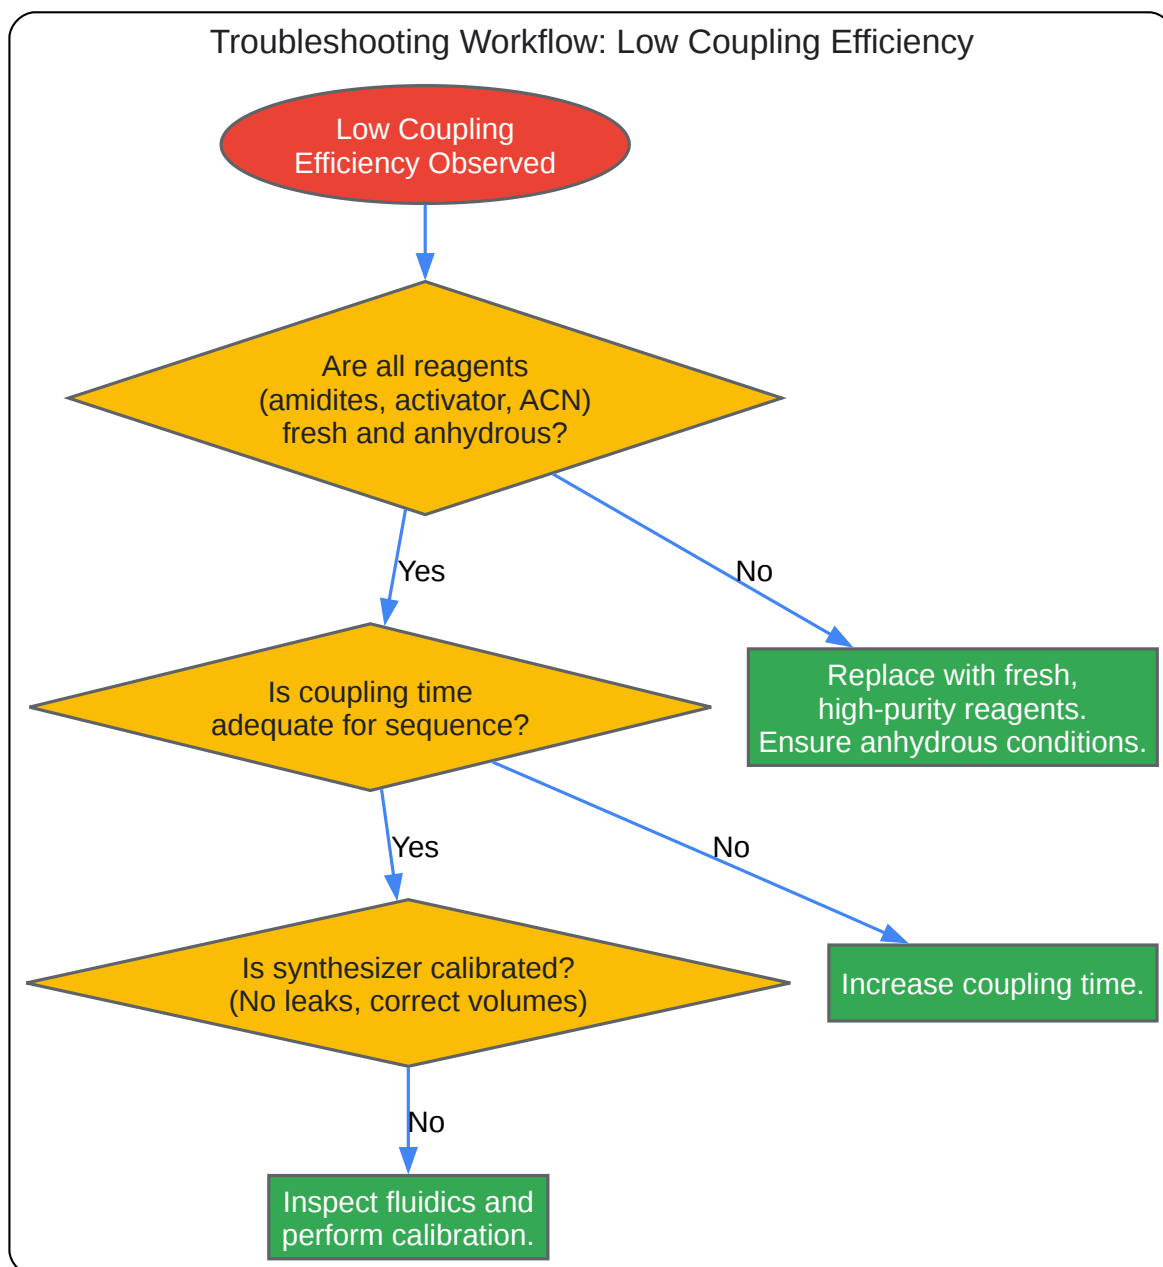 Troubleshooting Workflow: Low Coupling Efficiency
Low Coupling
Efficiency Observed
Are all reagents
(amidites, activator, ACN)
fresh and anhydrous?
Yes
No
Is coupling time
adequate for sequence?
Replace with fresh,
high-purity reagents.
Ensure anhydrous conditions.
Yes
No
Is synthesizer calibrated?
(No leaks, correct volumes)
Increase coupling time.
No
Inspect fluidics and
perform calibration.